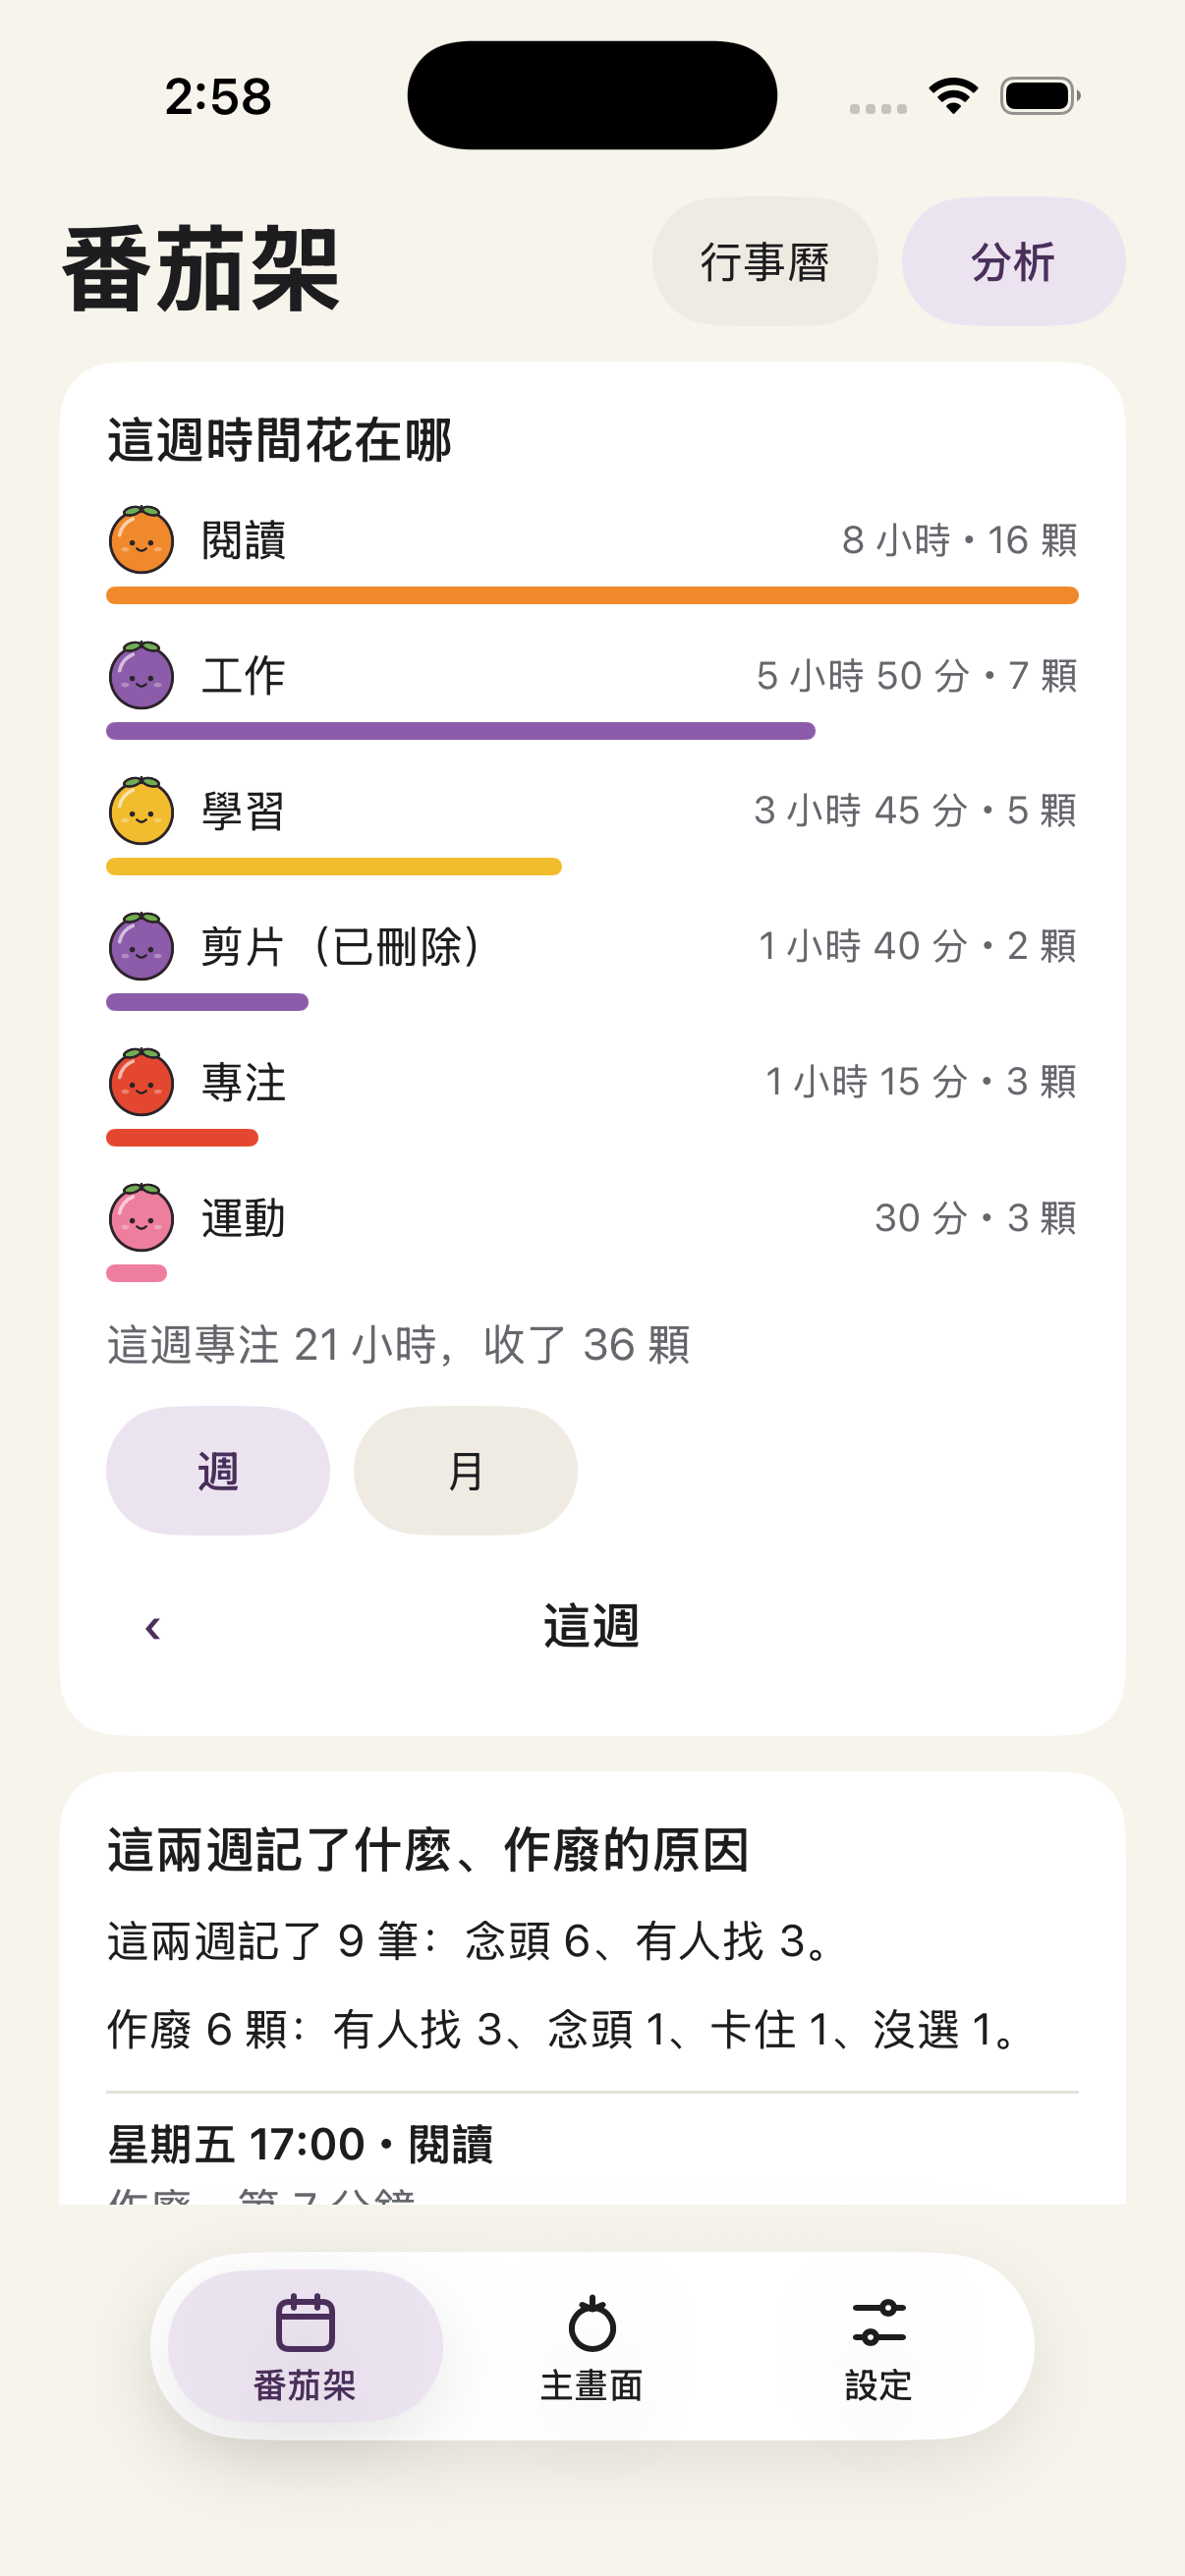 2:58
番茄架
行事曆
分析
這週時間花在哪
閱讀
8 小時・16 顆
工作
5 小時 50 分・7 顆
學習
3 小時 45 分・5 顆
剪片（已刪除）
1 小時 40 分・2 顆
專注
1 小時 15 分・3 顆
運動
30 分・3 顆
這週專注 21 小時，收了 36 顆
週
月
‹
這週
這兩週記了什麼、作廢的原因
這兩週記了 9 筆：念頭 6、有人找 3。
作廢 6 顆：有人找 3、念頭 1、卡住 1、沒選 1。
星期五 17:00・閱讀
番茄架
主畫面
設定